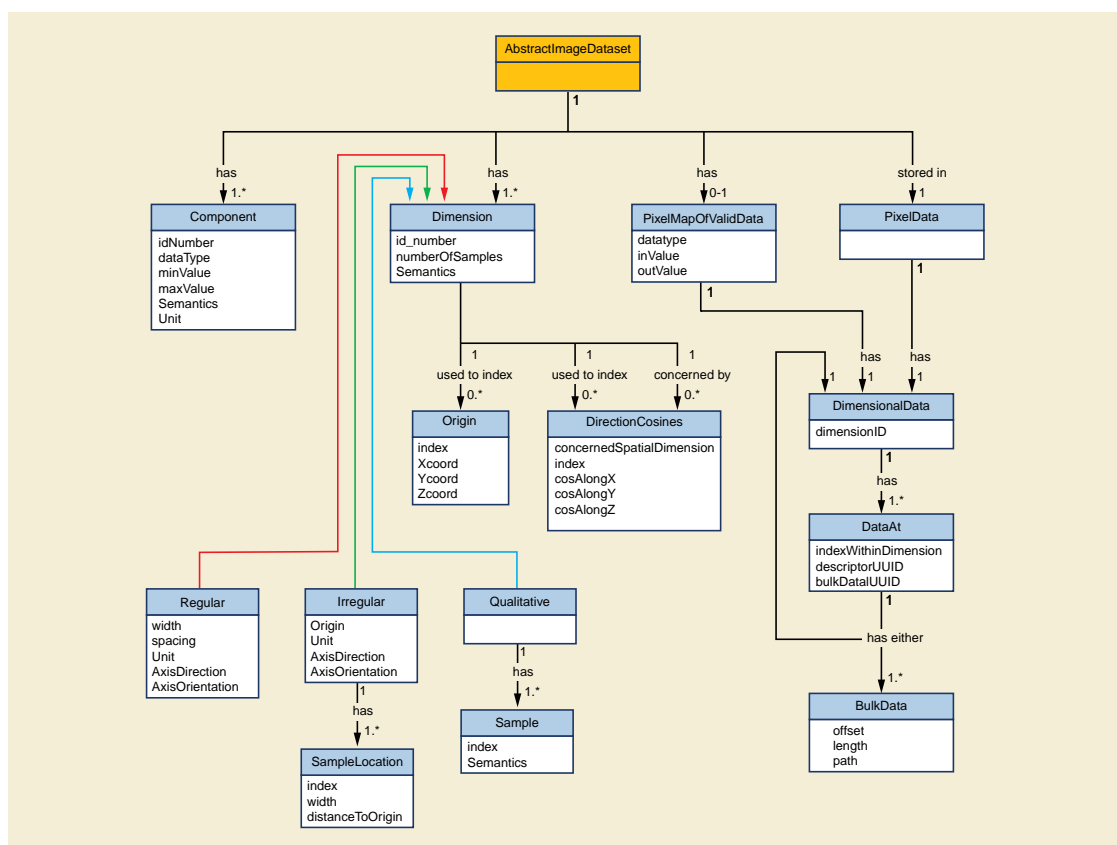 AbstractImageDataset
1
has
has
has
stored in
1.*
1.*
0-1
1
Component
idNumber
dataType
minValue
maxValue
Semantics
Unit
Dimension
id_number
numberOfSamples
Semantics
PixelMapOfValidData
datatype
inValue
outValue
PixelData
1
1
1
1
1
used to index
used to index
concerned by
0.*
0.*
0.*
has
has
1
1
1
Origin
index
Xcoord
Ycoord
Zcoord
DirectionCosines
concernedSpatialDimension
index
cosAlongX
cosAlongY
cosAlongZ
DimensionalData
dimensionID
1
has
1.*
DataAt
indexWithinDimension
descriptorUUID
bulkDatalUUID
1
has either
1.*
BulkData
offset
length
path
Regular
width
spacing
Unit
AxisDirection
AxisOrientation
Irregular
Origin
Unit
AxisDirection
AxisOrientation
1
has
1.*
SampleLocation
index
width
distanceToOrigin
Qualitative
1
has
1.*
Sample
index
Semantics